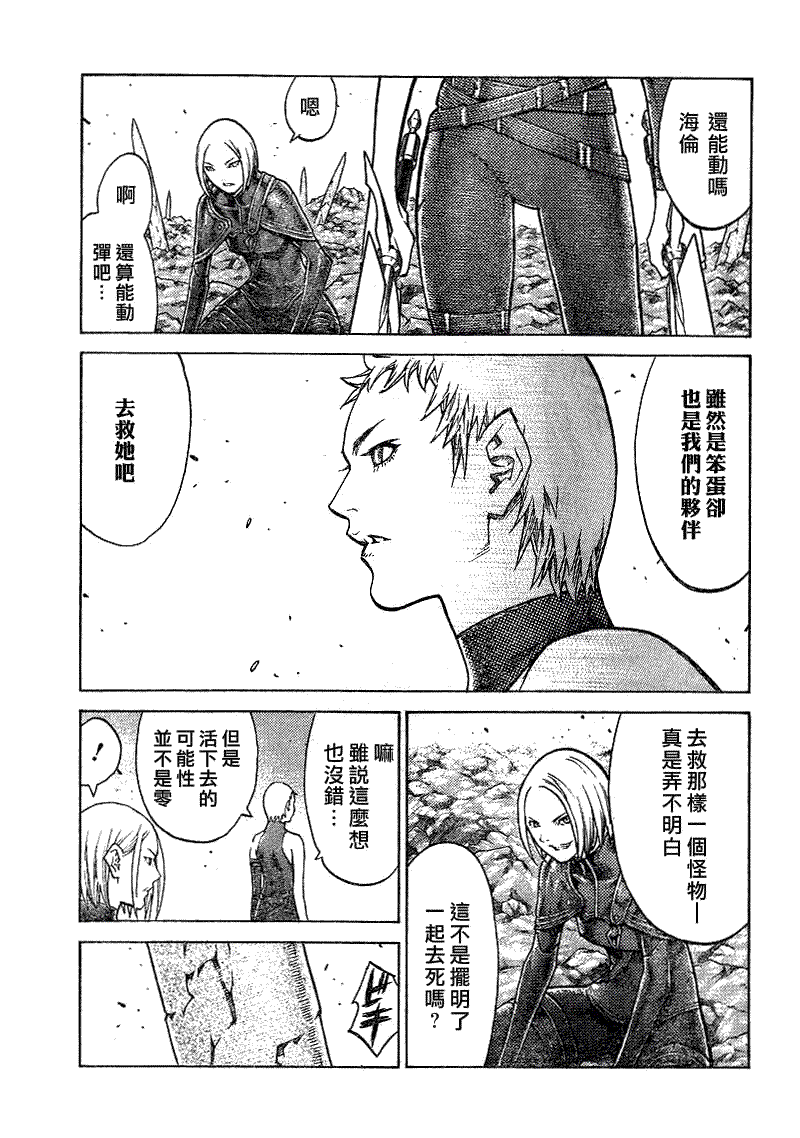 還能動嗎
海倫
嗯
啊
還算能動
彈吧…
雖然是笨蛋卻
也是我們的夥伴
去救她吧
去救那樣一個怪物—
真是弄不明白
這不是擺明了
一起去死嗎？
嘛
雖說這麼想
也沒錯…
但是
活下去的
可能性
並不是零
！
ビキ